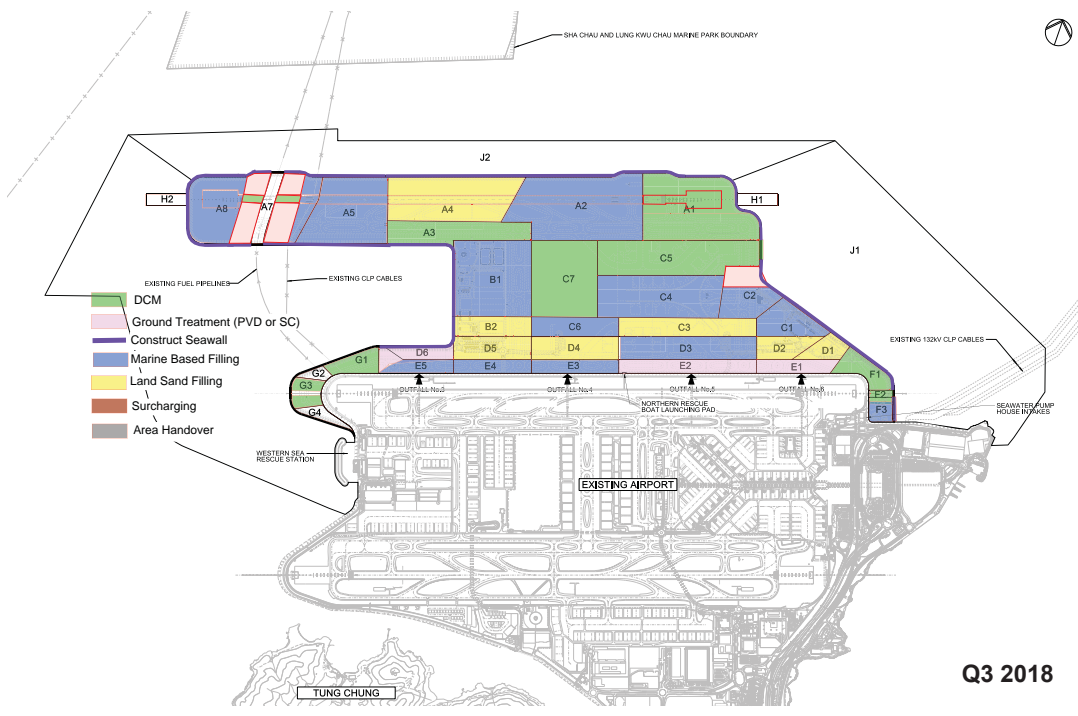 SHA CHAU AND LUNG KWU CHAU MARINE PARK BOUNDARY
J2
H2
A8
A7
A5
A4
A2
A1
H1
A3
J1
C5
B1
C7
C4
C2
EXISTING FUEL PIPELINES
EXISTING CLP CABLES
DCM
Ground Treatment (PVD or SC)
Construct Seawall
Marine Based Filling
Land Sand Filling
Surcharging
Area Handover
B2
C6
C3
C1
D6
D5
D4
D3
D2
D1
EXISTING 132kV CLP CABLES
G1
G2
G3
G4
E5
E4
E3
E2
E1
F1
F2
F3
OUTFALL No.3
OUTFALL No.4
OUTFALL No.5
OUTFALL No.6
NORTHERN RESCUE
BOAT LAUNCHING PAD
SEAWATER PUMP
HOUSE INTAKES
WESTERN SEA
RESCUE STATION
EXISTING AIRPORT
Q3 2018
TUNG CHUNG